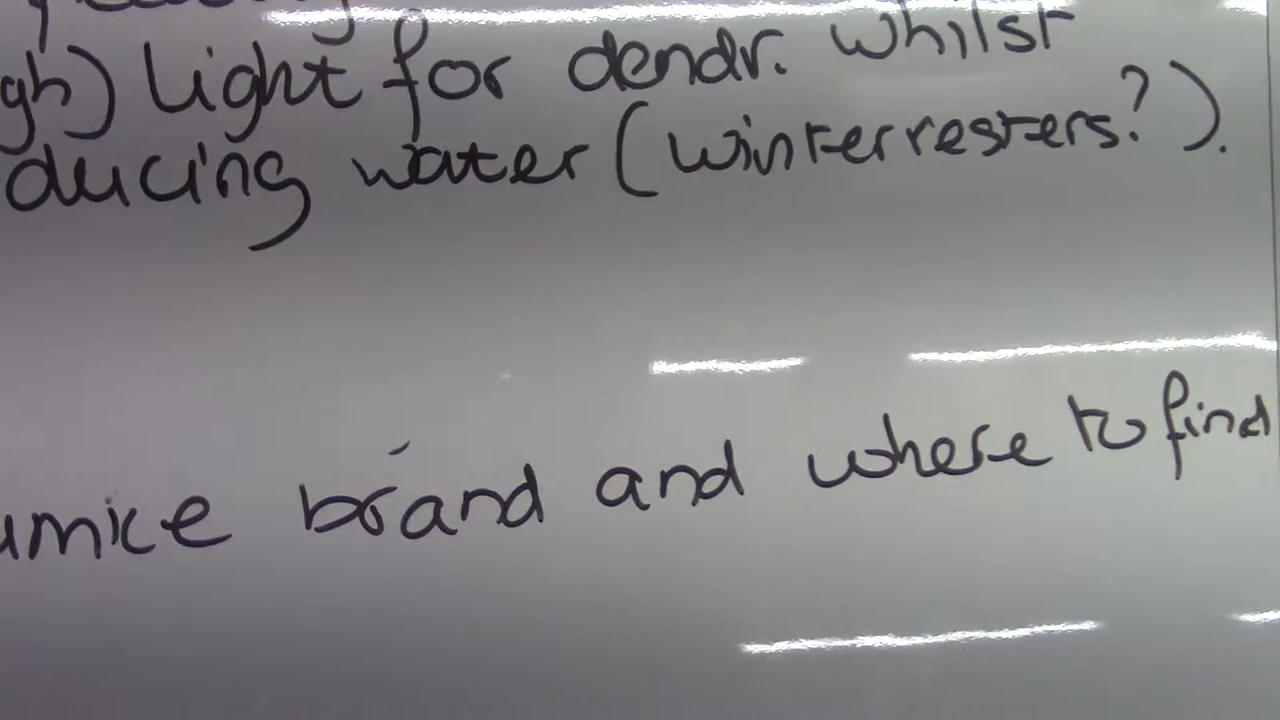 gh) light for dendr. whilst
ducing water (winterresters?).
umice brand and where to find